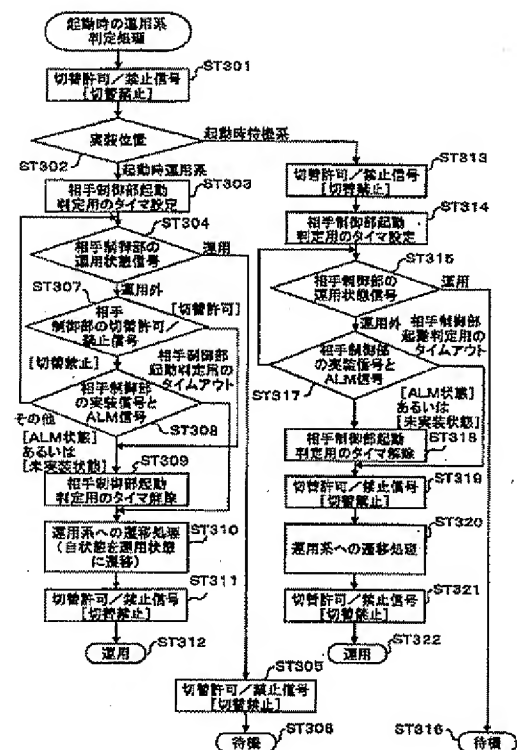 起動時の運用系
判定処理
切替許可/禁止信号
[切替禁止]
ST301
実装位置
ST302
起動時待機系
起動時運用系
相手制御部起動
判定用のタイマ設定
ST303
ST304
相手制御部の
運用状態信号
運用
運用外
ST307
相手
制御部の切替許可/
禁止信号
[切替許可]
[切替禁止]
相手制御部
起動判定用の
タイムアウト
相手制御部
の実装信号と
ALM信号
ST308
その他
[ALM状態]
あるいは
[未実装状態]
ST309
相手制御部起動
判定用のタイマ解除
ST310
運用系への遷移処理
(自状態を運用状態
に遷移)
ST311
切替許可/禁止信号
[切替禁止]
運用
ST312
ST305
切替許可/禁止信号
[切替禁止]
待機
ST306
ST313
切替許可/禁止信号
[切替禁止]
ST314
相手制御部起動
判定用のタイマ設定
ST315
相手制御部の
運用状態信号
運用
運用外
相手制御部
起動判定用の
タイムアウト
相手制御部
の実装信号と
ALM信号
ST317
[ALM状態]
あるいは
[未実装状態]
相手制御部起動
判定用のタイマ解除
ST318
切替許可/禁止信号
[切替禁止]
ST319
ST320
運用系への遷移処理
ST321
切替許可/禁止信号
[切替禁止]
運用
ST322
ST316
待機